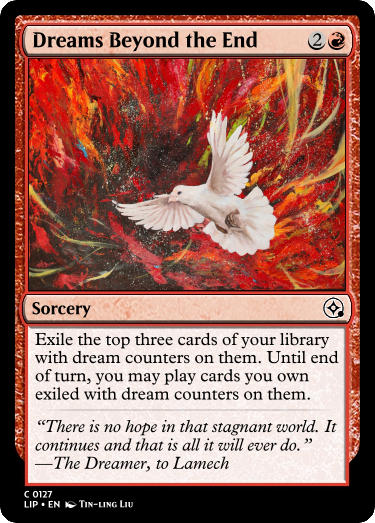 Dreams Beyond the End 2
Sorcery
Exile the top three cards of your library
with dream counters on them. Until end
of turn, you may play cards you own
exiled with dream counters on them.
“There is no hope in that stagnant world. It
continues and that is all it will ever do.”
—The Dreamer, to Lamech
C 0127
LIP • EN Tin-ling Liu